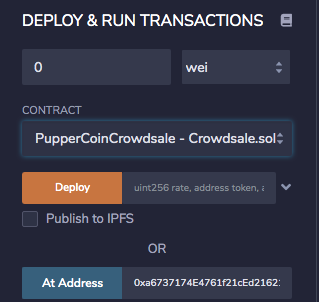 DEPLOY & RUN TRANSACTIONS
0 wei
CONTRACT
PupperCoinCrowdsale - Crowdsale.sol
Deploy uint256 rate, address token, a
Publish to IPFS
OR
At Address 0xa6737174E4761f21cEd2162